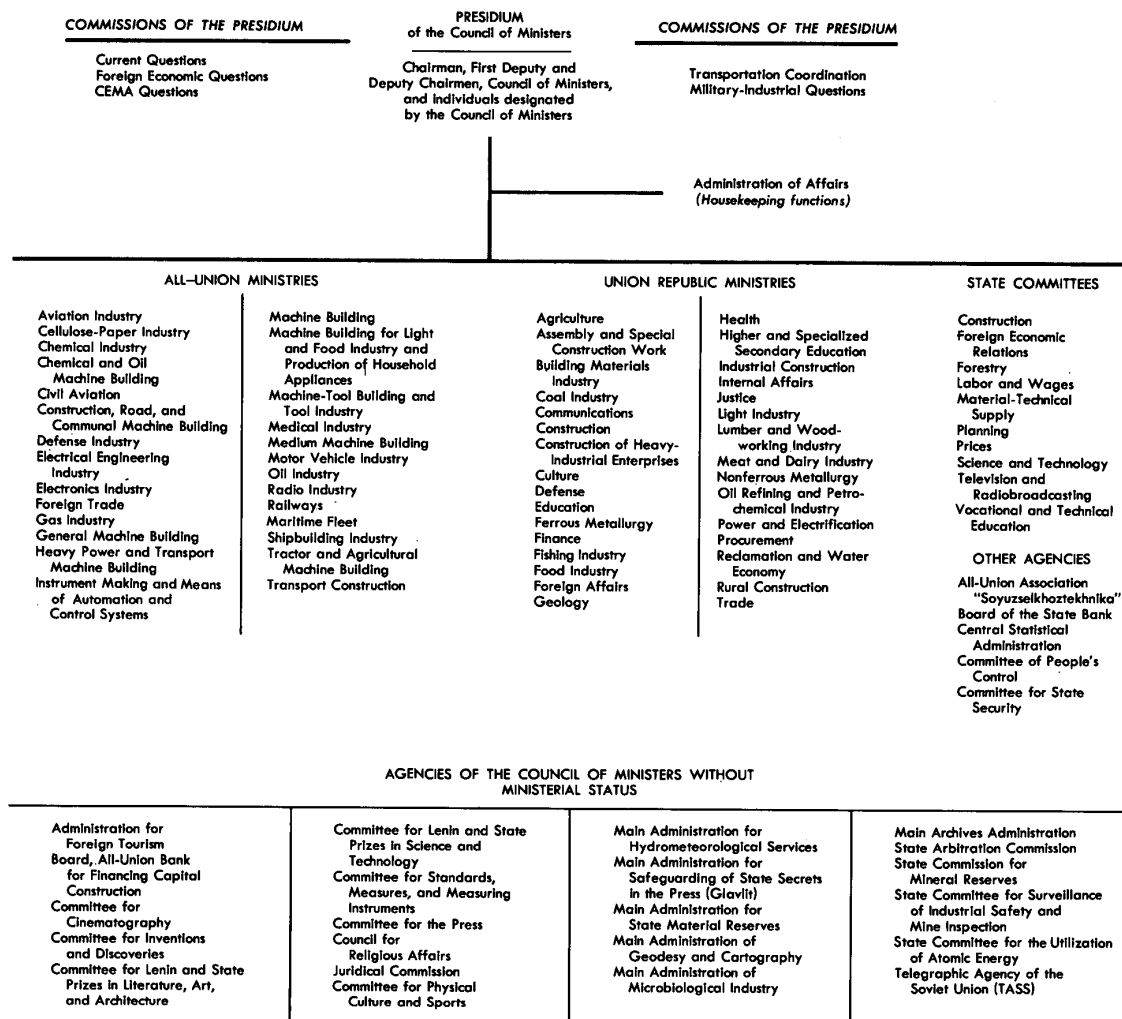 COMMISSIONS OF THE PRESIDIUM
Current Questions
Foreign Economic Questions
CEMA Questions
PRESIDIUM
of the Council of Ministers
Chairman, First Deputy and
Deputy Chairmen, Council of Ministers,
and individuals designated
by the Council of Ministers
COMMISSIONS OF THE PRESIDIUM
Transportation Coordination
Military-Industrial Questions
Administration of Affairs
(Housekeeping functions)
ALL—UNION MINISTRIES
Aviation Industry
Cellulose-Paper Industry
Chemical Industry
Chemical and Oil
Machine Building
Civil Aviation
Construction, Road, and
Communal Machine Building
Defense Industry
Electrical Engineering
Industry
Electronics Industry
Foreign Trade
Gas Industry
General Machine Building
Heavy Power and Transport
Machine Building
Instrument Making and Means
of Automation and
Control Systems
Machine Building
Machine Building for Light
and Food Industry and
Production of Household
Appliances
Machine-Tool Building and
Tool Industry
Medical Industry
Medium Machine Building
Motor Vehicle Industry
Oil Industry
Radio Industry
Railways
Maritime Fleet
Shipbuilding Industry
Tractor and Agricultural
Machine Building
Transport Construction
UNION REPUBLIC MINISTRIES
Agriculture
Assembly and Special
Construction Work
Building Materials
Industry
Coal Industry
Communications
Construction
Construction of Heavy-
Industrial Enterprises
Culture
Defense
Education
Ferrous Metallurgy
Finance
Fishing Industry
Food Industry
Foreign Affairs
Geology
Health
Higher and Specialized
Secondary Education
Industrial Construction
Internal Affairs
Justice
Light Industry
Lumber and Wood-
working Industry
Meat and Dairy Industry
Nonferrous Metallurgy
Oil Refining and Petro-
chemical Industry
Power and Electrification
Procurement
Reclamation and Water
Economy
Rural Construction
Trade
STATE COMMITTEES
Construction
Foreign Economic
Relations
Forestry
Labor and Wages
Material-Technical
Supply
Planning
Prices
Science and Technology
Television and
Radiobroadcasting
Vocational and Technical
Education
OTHER AGENCIES
All-Union Association
"Soyuzselkhoztekhnika"
Board of the State Bank
Central Statistical
Administration
Committee of People's
Control
Committee for State
Security
AGENCIES OF THE COUNCIL OF MINISTERS WITHOUT
MINISTERIAL STATUS
Administration for
Foreign Tourism
Board, All-Union Bank
for Financing Capital
Construction
Committee for
Cinematography
Committee for Inventions
and Discoveries
Committee for Lenin and State
Prizes in Literature, Art,
and Architecture
Committee for Lenin and State
Prizes in Science and
Technology
Committee for Standards,
Measures, and Measuring
Instruments
Committee for the Press
Council for
Religious Affairs
Juridical Commission
Committee for Physical
Culture and Sports
Main Administration for
Hydrometeorological Services
Main Administration for
Safeguarding of State Secrets
in the Press (Glavlit)
Main Administration for
State Material Reserves
Main Administration of
Geodesy and Cartography
Main Administration of
Microbiological Industry
Main Archives Administration
State Arbitration Commission
State Commission for
Mineral Reserves
State Committee for Surveillance
of Industrial Safety and
Mine Inspection
State Committee for the Utilization
of Atomic Energy
Telegraphic Agency of the
Soviet Union (TASS)